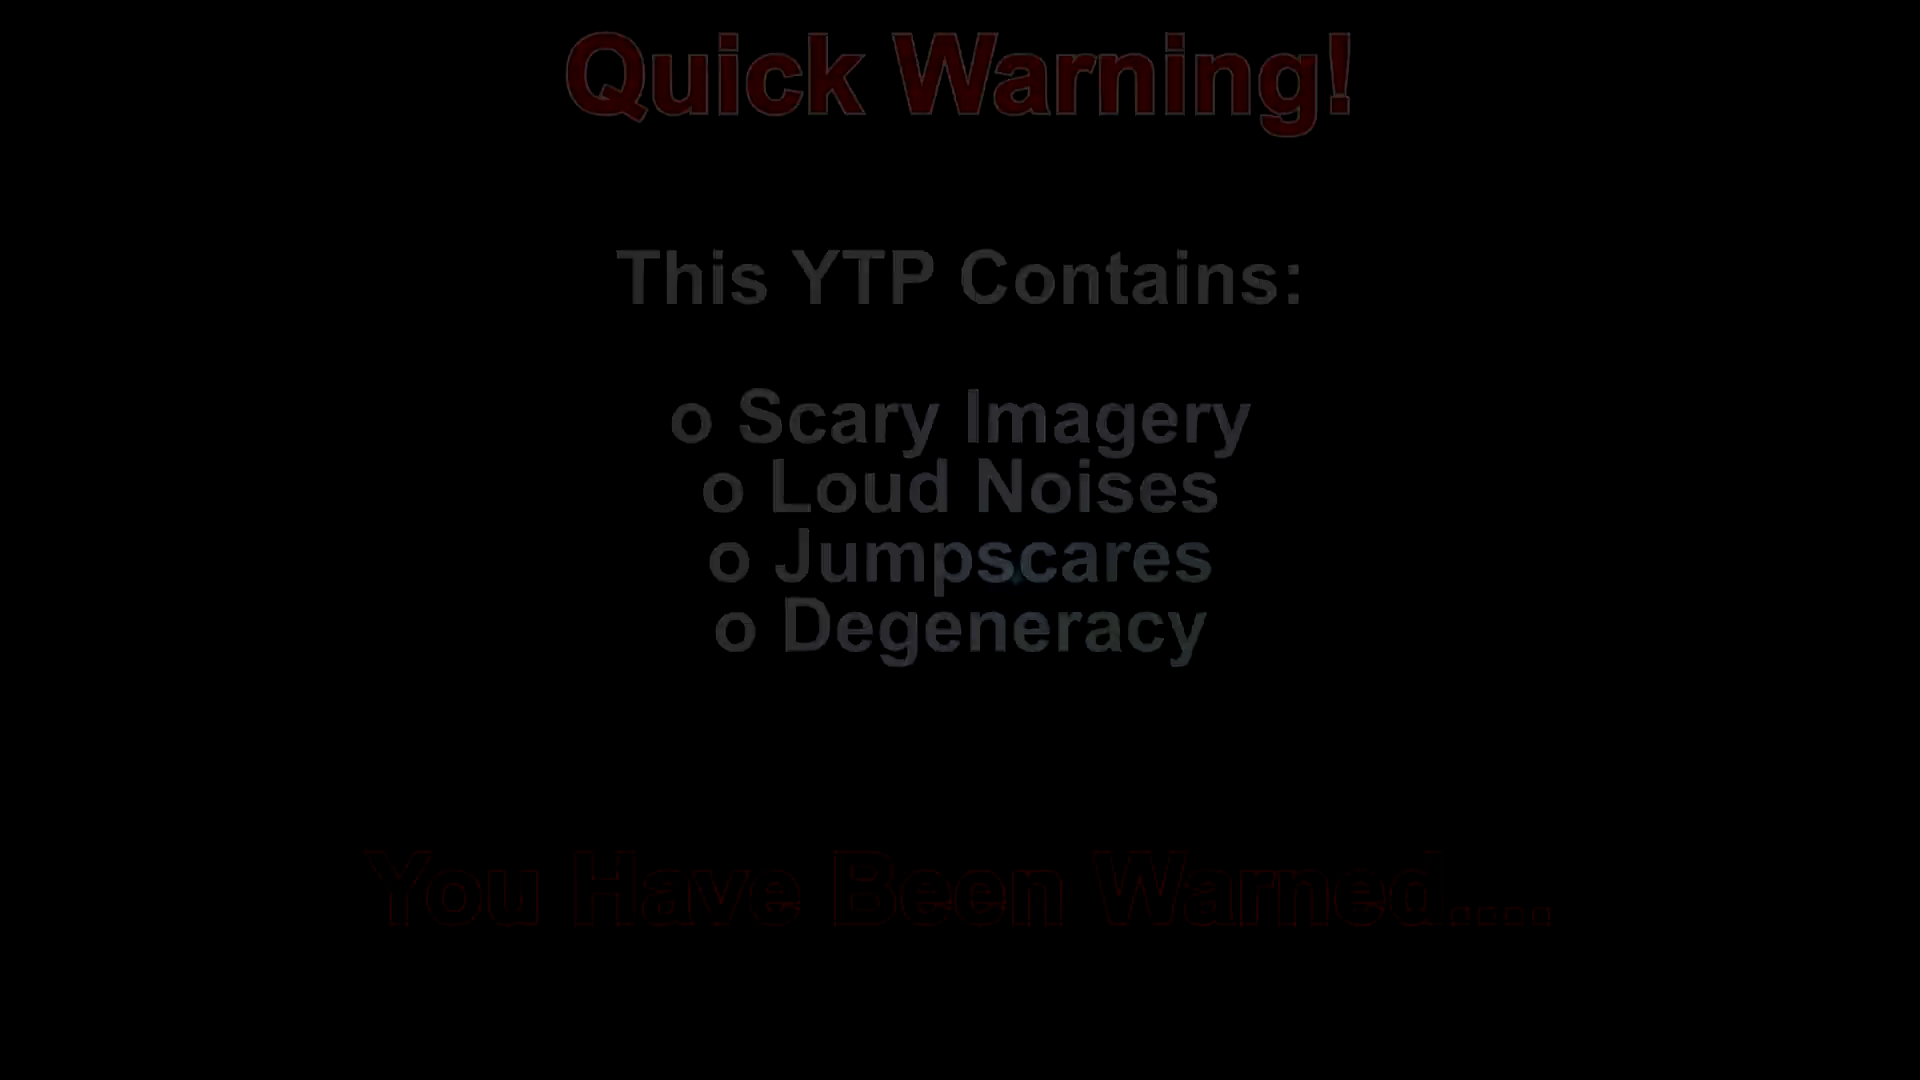 Quick Warning!
This YTP Contains:
o Scary Imagery
o Loud Noises
o Jumpscares
o Degeneracy
You Have Been Warned....